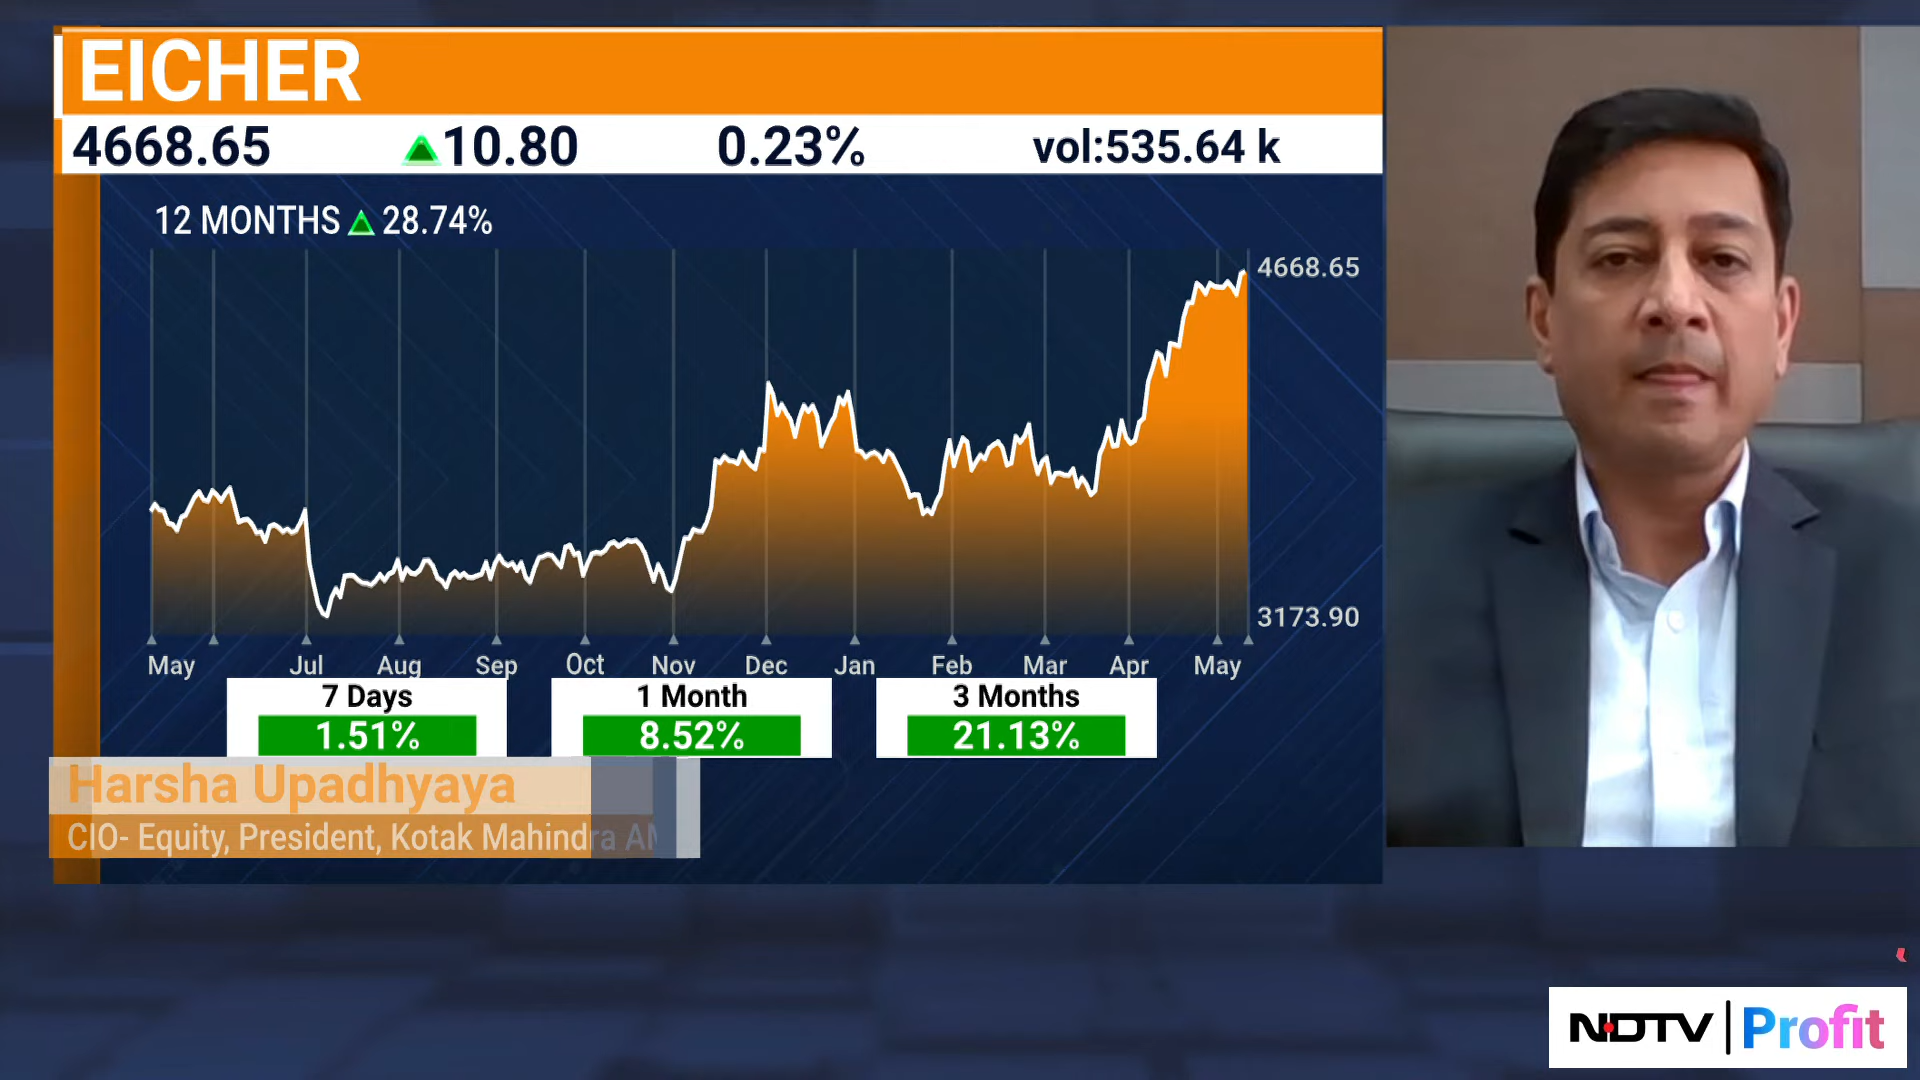 EICHER
4668.65 ▲10.80 0.23% vol:535.64 k
12 MONTHS ▲ 28.74%
4668.65
3173.90
May Jul Aug Sep Oct Nov Dec Jan Feb Mar Apr May
7 Days 1 Month 3 Months
1.51% 8.52% 21.13%
Harsha Upadhyaya
CIO- Equity, President, Kotak Mahindra
NDTV | Profit